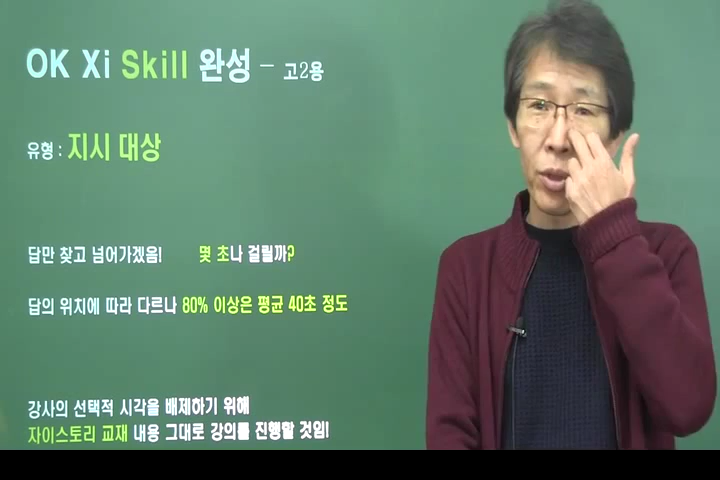 OK Xi Skill 완성 - 고2용
유형 : 지시 대상
답만 찾고 넘어가겠음! 몇 초나 걸릴까?
답의 위치에 따라 다르나 80% 이상은 평균 40초 정도
강사의 선택적 시각을 배제하기 위해
자이스토리 교재 내용 그대로 강의를 진행할 것임!